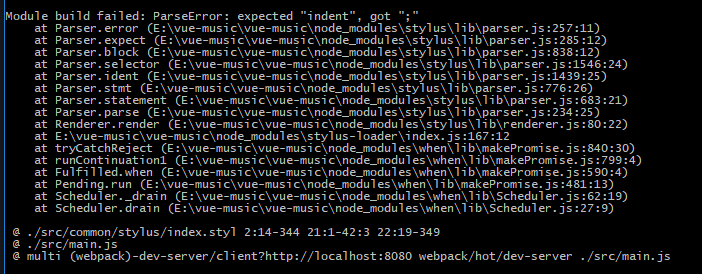 Module build failed: ParseError: expected "indent", got ";"
at Parser.error (E:\vue-music\vue-music\node_modules\stylus\lib\parser.js:257:11)
at Parser.expect (E:\vue-music\vue-music\node_modules\stylus\lib\parser.js:285:12)
at Parser.block (E:\vue-music\vue-music\node_modules\stylus\lib\parser.js:838:12)
at Parser.selector (E:\vue-music\vue-music\node_modules\stylus\lib\parser.js:1546:24)
at Parser.ident (E:\vue-music\vue-music\node_modules\stylus\lib\parser.js:1439:25)
at Parser.stmt (E:\vue-music\vue-music\node_modules\stylus\lib\parser.js:776:26)
at Parser.statement (E:\vue-music\vue-music\node_modules\stylus\lib\parser.js:683:21)
at Parser.parse (E:\vue-music\vue-music\node_modules\stylus\lib\parser.js:234:25)
at Renderer.render (E:\vue-music\vue-music\node_modules\stylus\lib\renderer.js:80:22)
at E:\vue-music\vue-music\node_modules\stylus-loader\index.js:167:12
at tryCatchReject (E:\vue-music\vue-music\node_modules\when\lib\makePromise.js:840:30)
at runContinuation1 (E:\vue-music\vue-music\node_modules\when\lib\makePromise.js:799:4)
at Fulfilled.when (E:\vue-music\vue-music\node_modules\when\lib\makePromise.js:590:4)
at Pending.run (E:\vue-music\vue-music\node_modules\when\lib\makePromise.js:481:13)
at Scheduler._drain (E:\vue-music\vue-music\node_modules\when\lib\Scheduler.js:62:19)
at Scheduler.drain (E:\vue-music\vue-music\node_modules\when\lib\Scheduler.js:27:9)
@ ./src/common/stylus/index.styl 2:14-344 21:1-42:3 22:19-349
@ ./src/main.js
@ multi (webpack)-dev-server/client?http://localhost:8080 webpack/hot/dev-server ./src/main.js